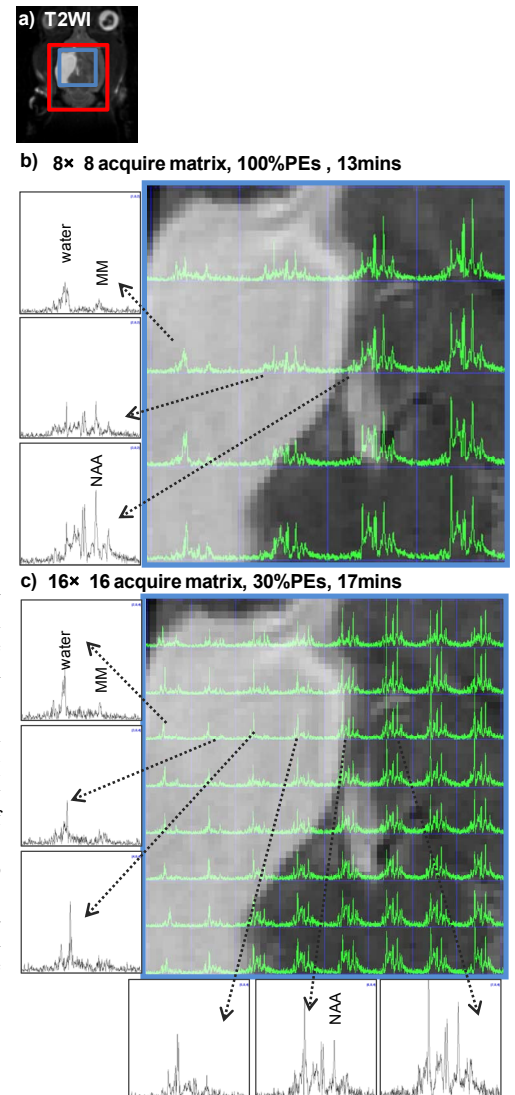 a) T2WI
b) 8× 8 acquire matrix, 100%PEs , 13mins
water
MM
NAA
c) 16× 16 acquire matrix, 30%PEs, 17mins
water
MM
NAA